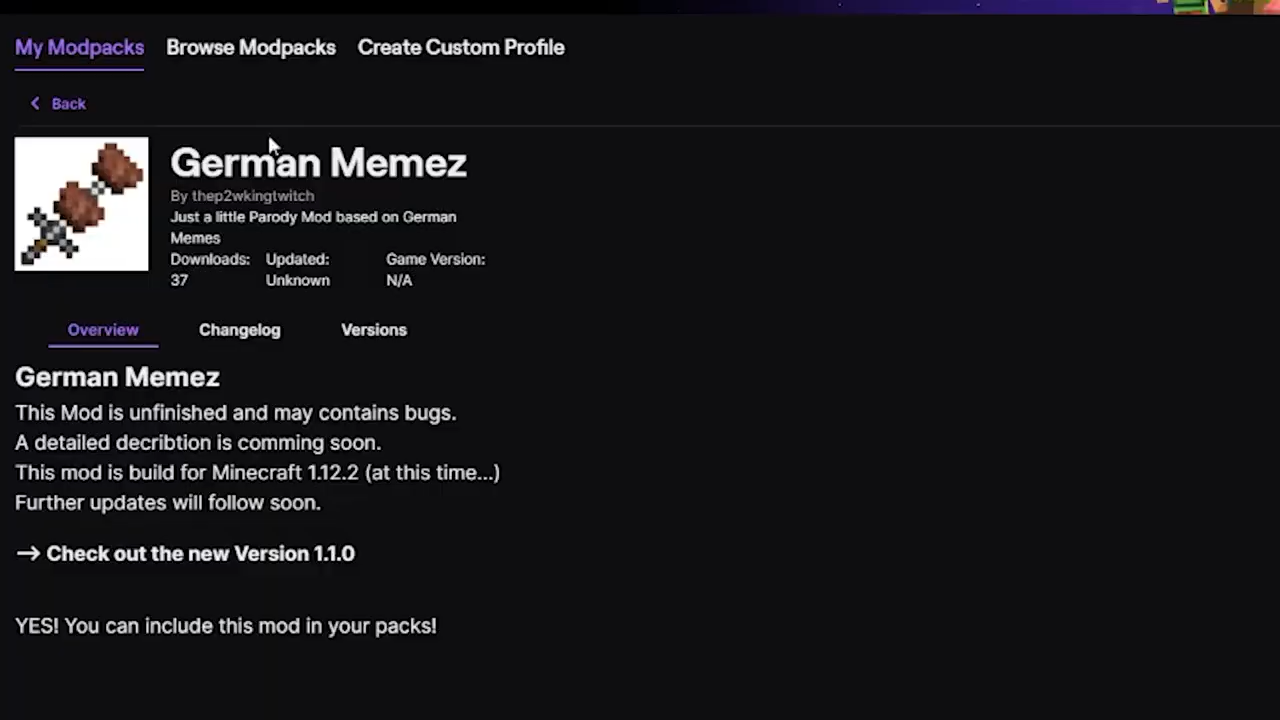 My Modpacks Browse Modpacks Create Custom Profile
Back
German Memez
By thep2wkingtwitch
Just a little Parody Mod based on German
Memes
Downloads: Updated: Game Version:
37 Unknown N/A
Overview Changelog Versions
German Memez
This Mod is unfinished and may contains bugs.
A detailed decribtion is comming soon.
This mod is build for Minecraft 1.12.2 (at this time...)
Further updates will follow soon.
--> Check out the new Version 1.1.0
YES! You can include this mod in your packs!